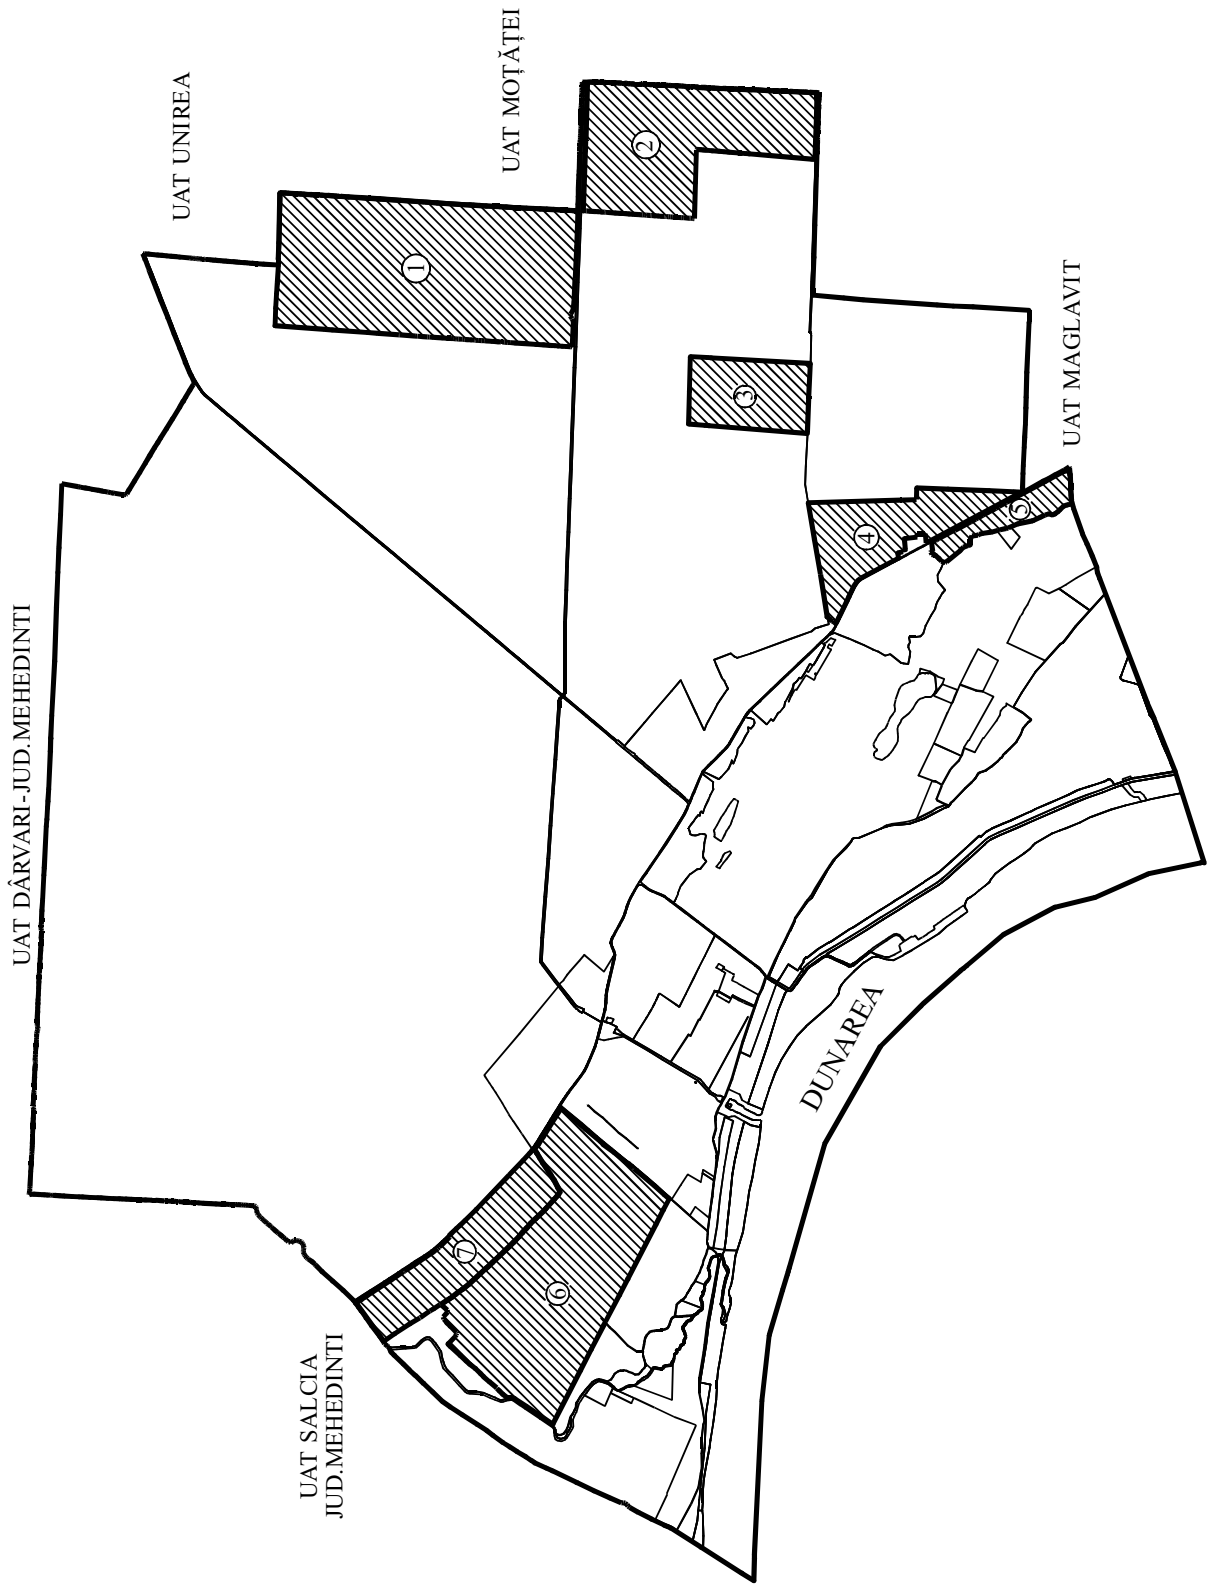 UAT DÂRVARI-JUD.MEHEDINTI
UAT UNIREA
UAT MOȚĂȚEI
UAT MAGLAVIT
UAT SALCIA
JUD.MEHEDINTI
DUNAREA
1
2
3
4
5
6
7